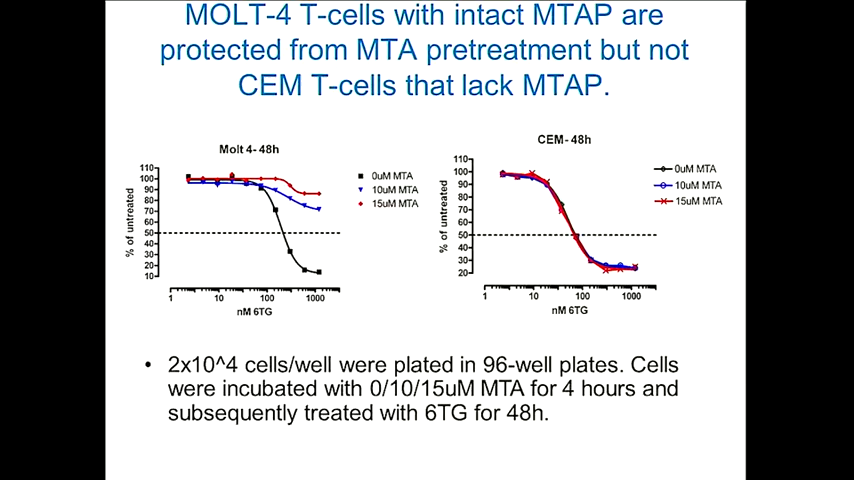 MOLT-4 T-cells with intact MTAP are
protected from MTA pretreatment but not
CEM T-cells that lack MTAP.
Molt 4- 48h
% of untreated
110
100
90
80
70
60
50
40
30
20
10
1
10
100
1000
nM 6TG
0uM MTA
10uM MTA
15uM MTA
CEM- 48h
% of untreated
110
100
90
80
70
60
50
40
30
20
1
10
100
1000
nM 6TG
0uM MTA
10uM MTA
15uM MTA
• 2x10^4 cells/well were plated in 96-well plates. Cells
were incubated with 0/10/15uM MTA for 4 hours and
subsequently treated with 6TG for 48h.